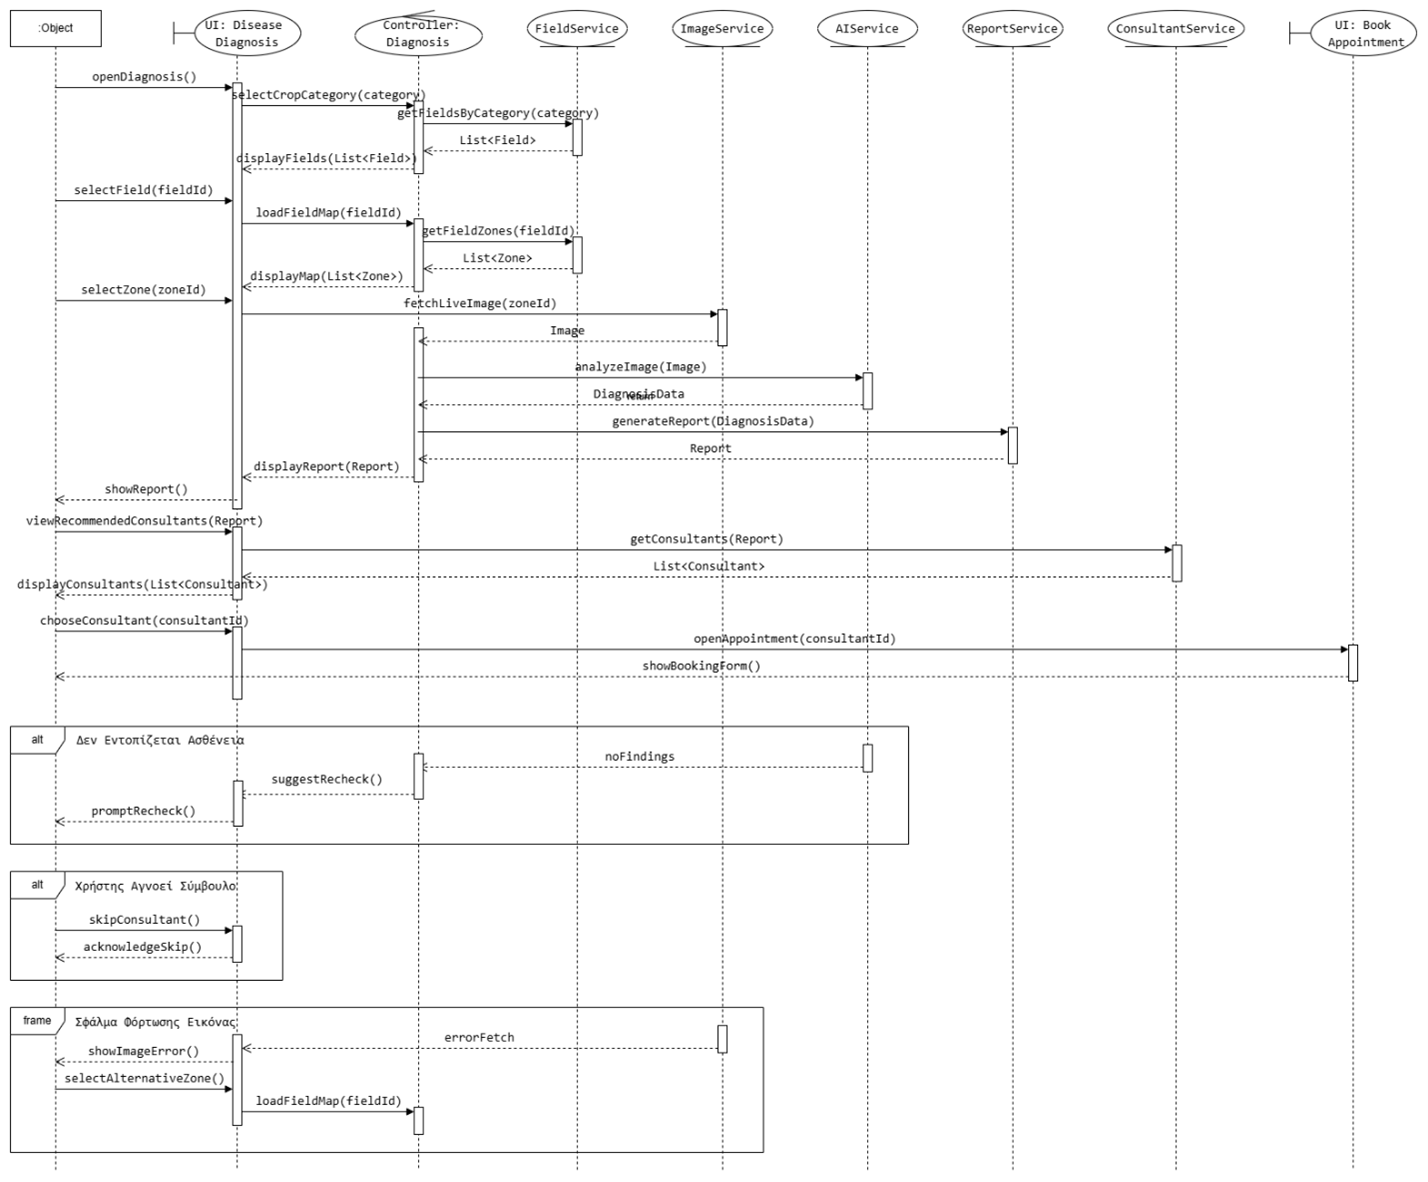 :Object
UI: Disease
Diagnosis
Controller:
Diagnosis
FieldService
ImageService
AIService
ReportService
ConsultantService
UI: Book
Appointment
openDiagnosis()
selectCropCategory(category)
getFieldsByCategory(category)
List<Field>
displayFields(List<Field>)
selectField(fieldId)
loadFieldMap(fieldId)
getFieldZones(fieldId)
List<Zone>
displayMap(List<Zone>)
selectZone(zoneId)
fetchLiveImage(zoneId)
Image
analyzeImage(Image)
DiagnosisData
return
generateReport(DiagnosisData)
Report
displayReport(Report)
showReport()
viewRecommendedConsultants(Report)
getConsultants(Report)
List<Consultant>
displayConsultants(List<Consultant>)
chooseConsultant(consultantId)
openAppointment(consultantId)
showBookingForm()
alt
Δεν Εντοπίζεται Ασθένεια
noFindings
suggestRecheck()
promptRecheck()
alt
Χρήστης Αγνοεί Σύμβουλο
skipConsultant()
acknowledgeSkip()
frame
Σφάλμα Φόρτωσης Εικόνας
errorFetch
showImageError()
selectAlternativeZone()
loadFieldMap(fieldId)